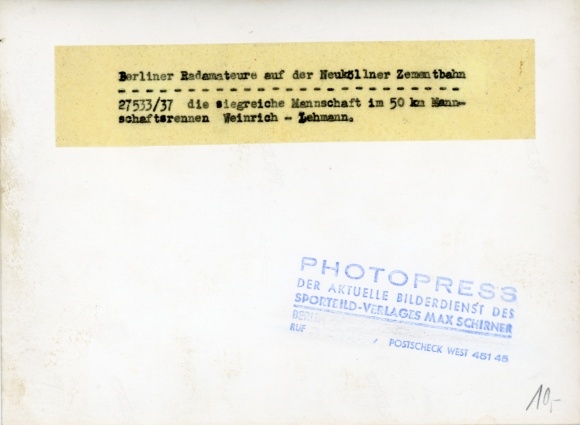 Berliner Radamateure auf der Neuköllner Zementbahn
27533/37 die siegreiche Mannschaft im 50 km Mann-
schaftsrennen Weinrich - Lehmann.
PHOTOPRESS
DER AKTUELLE BILDERDIENST DES
SPORTBILD-VERLAGES MAX SCHIRNER
RUF
POSTSCHECK WEST 481 48
10,-